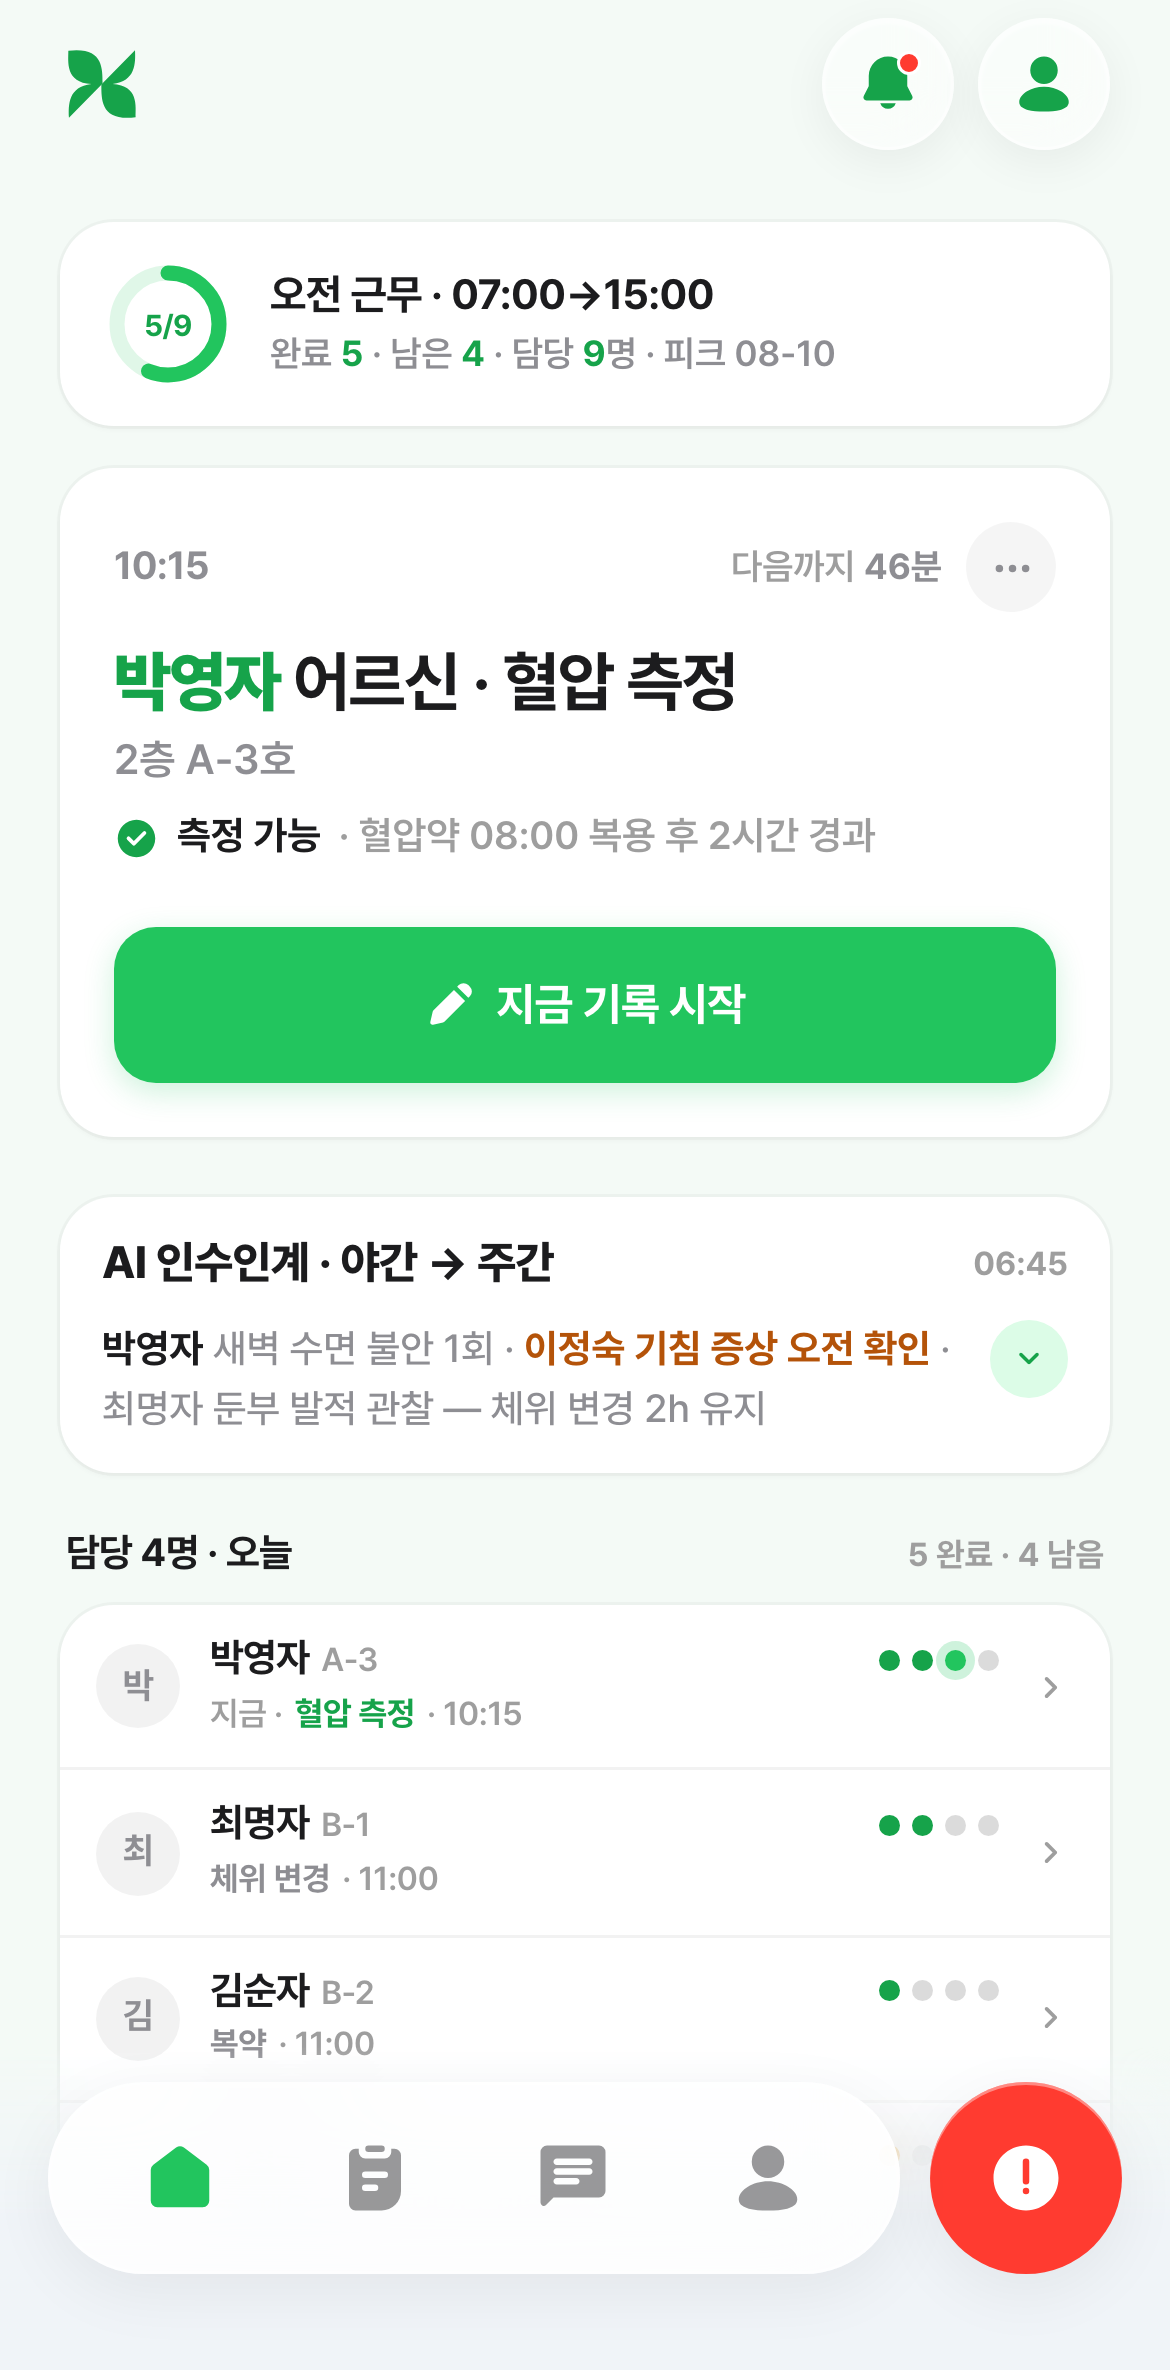 5/9
오전 근무 · 07:00→15:00
완료 5 · 남은 4 · 담당 9명 · 피크 08-10
10:15
다음까지 46분
박영자 어르신 · 혈압 측정
2층 A-3호
측정 가능 · 혈압약 08:00 복용 후 2시간 경과
지금 기록 시작
AI 인수인계 · 야간 → 주간
06:45
박영자 새벽 수면 불안 1회 · 이정숙 기침 증상 오전 확인 ·
최명자 둔부 발적 관찰 — 체위 변경 2h 유지
담당 4명 · 오늘
5 완료 · 4 남음
박
박영자 A-3
지금 · 혈압 측정 · 10:15
최
최명자 B-1
체위 변경 · 11:00
김
김순자 B-2
복약 · 11:00